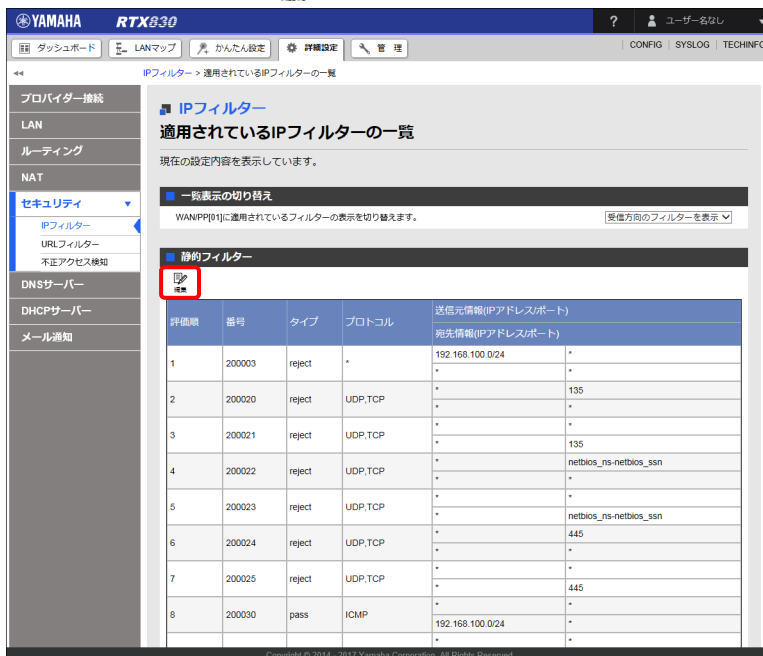 YAMAHA RTX830 ? ユーザー名なし
ダッシュボード LANマップ かんたん設定 詳細設定 管理 CONFIG SYSLOG TECHINFO
IPフィルター > 適用されているIPフィルターの一覧
プロバイダー接続
LAN
ルーティング
NAT
セキュリティ
IPフィルター
URLフィルター
不正アクセス検知
DNSサーバー
DHCPサーバー
メール通知
IPフィルター
適用されているIPフィルターの一覧
現在の設定内容を表示しています。
一覧表示の切り替え
WAN/PP[01]に適用されているフィルターの表示を切り替えます。 受信方向のフィルターを表示
静的フィルター
編集
評価順 番号 タイプ プロトコル 送信元情報(IPアドレス/ポート)
宛先情報(IPアドレス/ポート)
1 200003 reject * 192.168.100.0/24 *
* *
2 200020 reject UDP,TCP * 135
* *
3 200021 reject UDP,TCP * *
* 135
4 200022 reject UDP,TCP * netbios_ns-netbios_ssn
* *
5 200023 reject UDP,TCP * *
* netbios_ns-netbios_ssn
6 200024 reject UDP,TCP * 445
* *
7 200025 reject UDP,TCP * *
* 445
8 200030 pass ICMP * *
192.168.100.0/24 *
* *
Copyright © 2014 - 2017 Yamaha Corporation. All Rights Reserved.